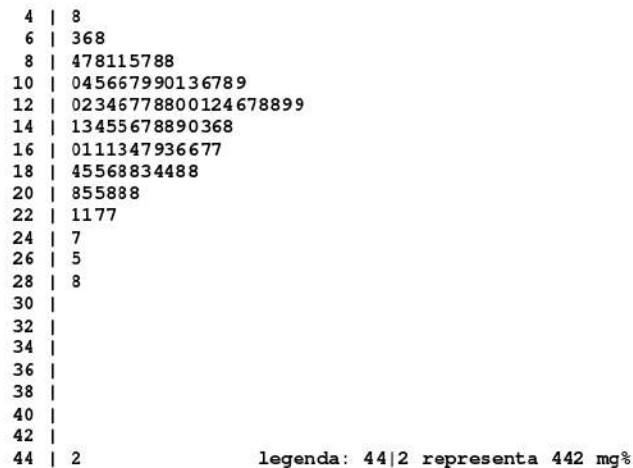 4 | 8
6 | 368
8 | 478115788
10 | 045667990136789
12 | 02346778800124678899
14 | 13455678890368
16 | 0111347936677
18 | 45568834488
20 | 855888
22 | 1177
24 | 7
26 | 5
28 | 8
30 |
32 |
34 |
36 |
38 |
40 |
42 |
44 | 2 legenda: 44|2 representa 442 mg%